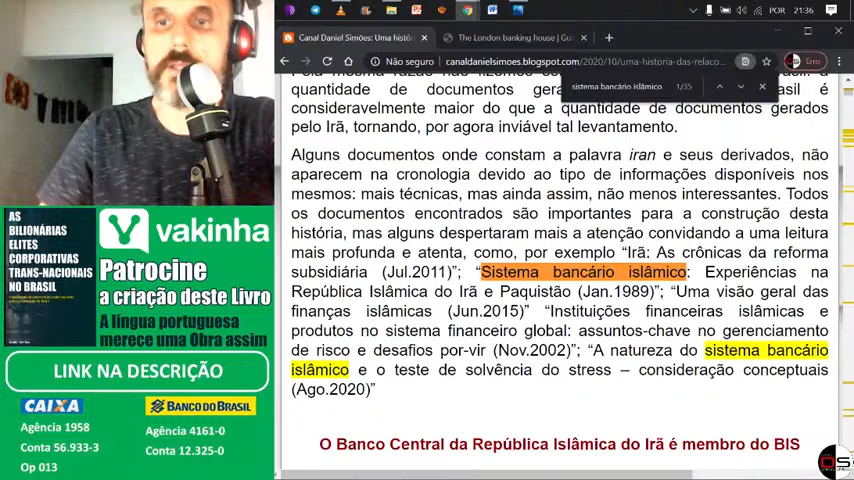 POR
21:36
Canal Daniel Simões: Uma histó
The London banking house | Gu
Não seguro
canaldanielsimoes.blogspot.com/2020/10/uma-historia-das-relaco
Erro
sistema bancário islâmico
1/35
quantidade de documentos
consideravelmente maior do que a quantidade de documentos gerados
pelo Irã, tornando, por agora inviável tal levantamento.
Alguns documentos onde constam a palavra iran e seus derivados, não
aparecem na cronologia devido ao tipo de informações disponíveis nos
mesmos: mais técnicas, mas ainda assim, não menos interessantes. Todos
os documentos encontrados são importantes para a construção desta
história, mas alguns despertaram mais a atenção convidando a uma leitura
mais profunda e atenta, como, por exemplo “Irã: As crônicas da reforma
subsidiária (Jul.2011)”; “Sistema bancário islâmico: Experiências na
República Islâmica do Irã e Paquistão (Jan.1989)”; “Uma visão geral das
finanças islâmicas (Jun.2015)” “Instituições financeiras islâmicas e
produtos no sistema financeiro global: assuntos-chave no gerenciamento
de risco e desafios por-vir (Nov.2002)”; “A natureza do sistema bancário
islâmico e o teste de solvência do stress – consideração conceptuais
(Ago.2020)”
O Banco Central da República Islâmica do Irã é membro do BIS
AS
BILIONÁRIAS
ELITES
CORPORATIVAS
TRANS-NACIONAIS
NO BRASIL
vakinha
Patrocine
a criação deste Livro
A língua portuguesa
merece uma Obra assim
LINK NA DESCRIÇÃO
CAIXA
Agência 1958
Conta 56.933-3
Op 013
BANCO DO BRASIL
Agência 4161-0
Conta 12.325-0
DS